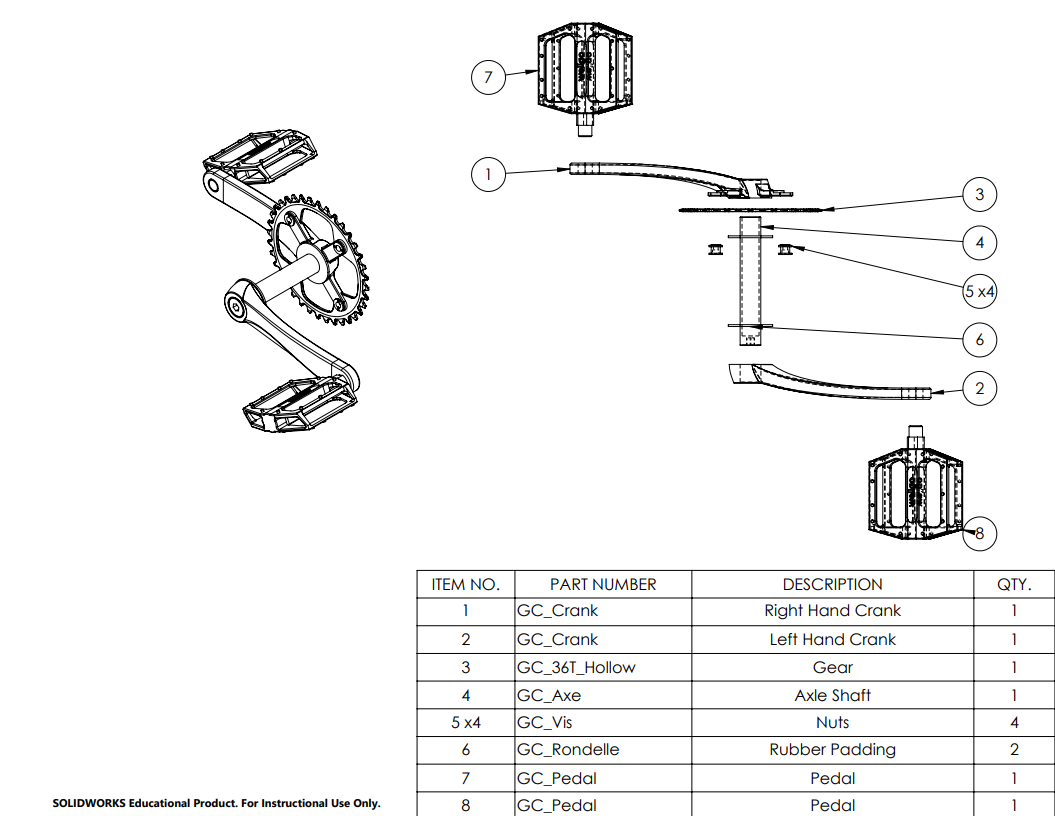 7
1
3
4
5 x4
6
2
8
ITEM NO. PART NUMBER DESCRIPTION QTY.
1 GC_Crank Right Hand Crank 1
2 GC_Crank Left Hand Crank 1
3 GC_36T_Hollow Gear 1
4 GC_Axe Axle Shaft 1
5 x4 GC_Vis Nuts 4
6 GC_Rondelle Rubber Padding 2
7 GC_Pedal Pedal 1
8 GC_Pedal Pedal 1
SOLIDWORKS Educational Product. For Instructional Use Only.